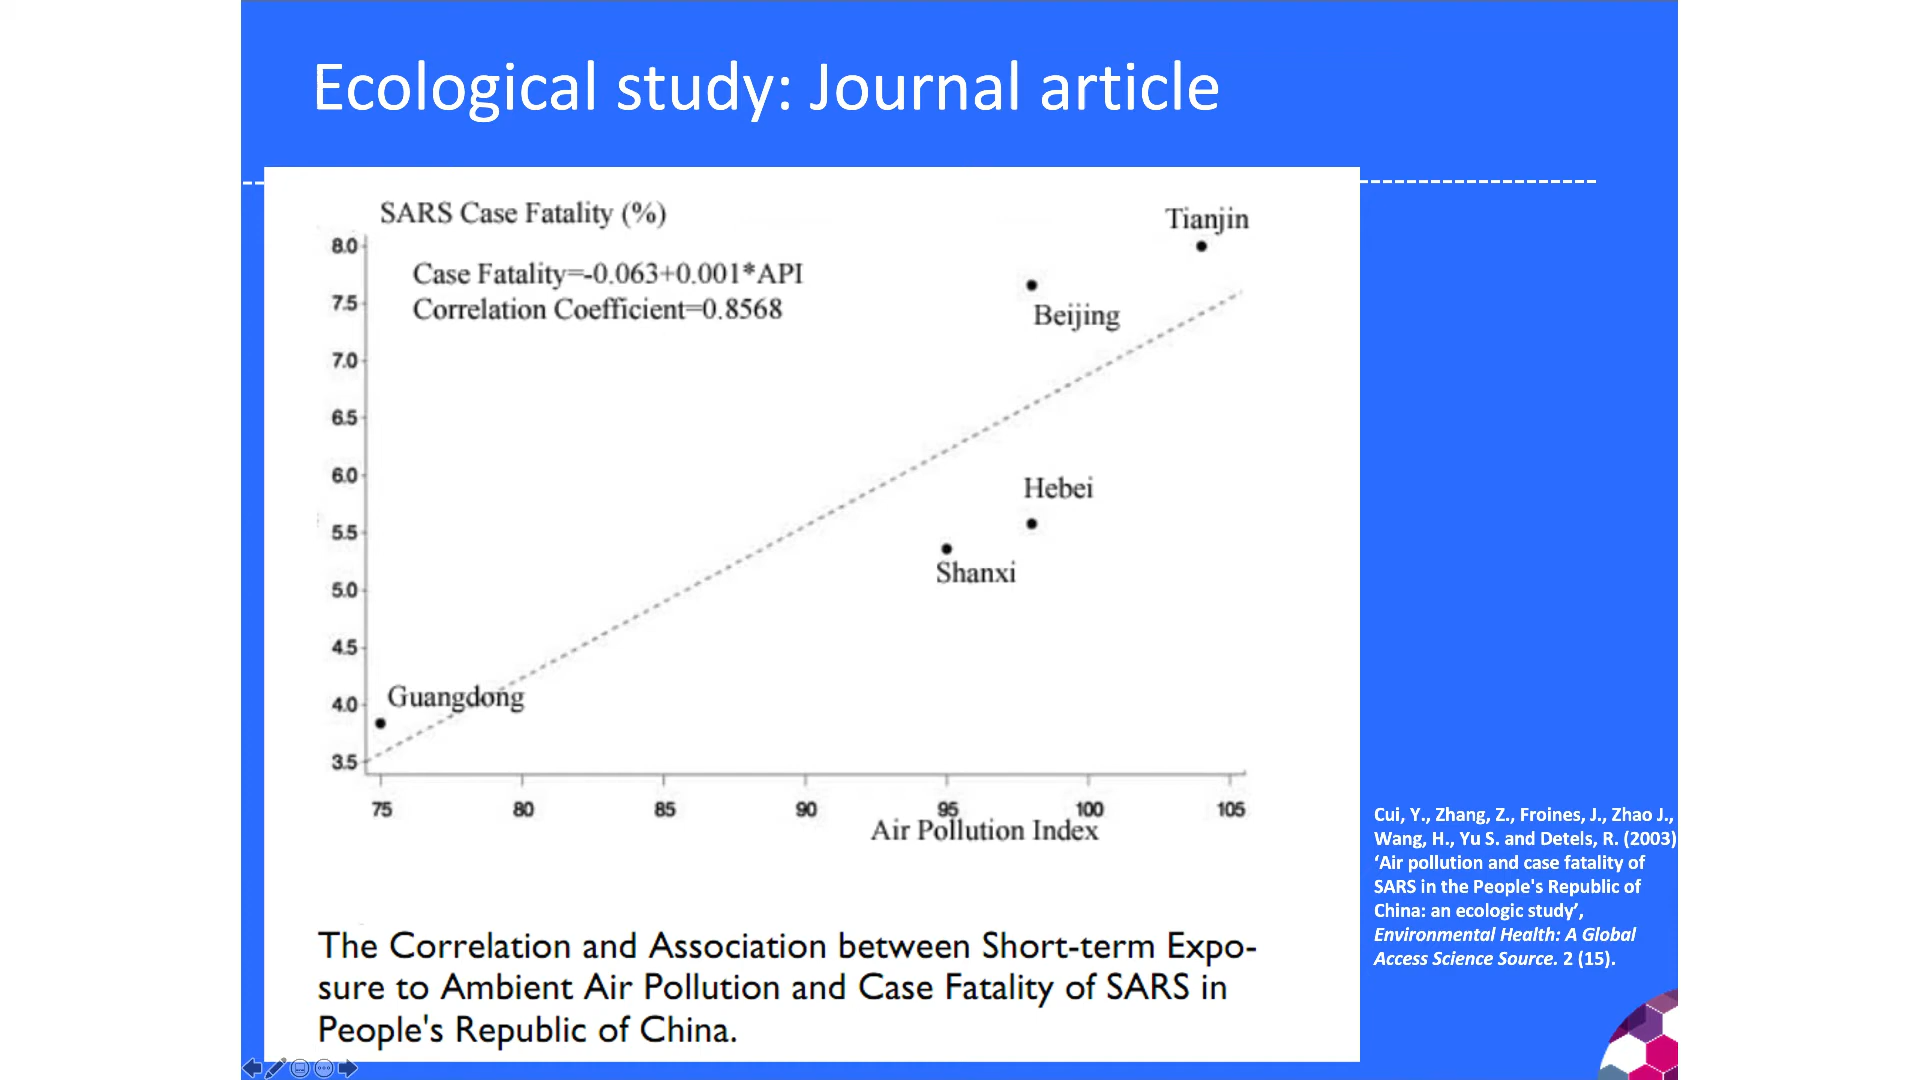 Ecological study: Journal article
SARS Case Fatality (%)
Case Fatality=-0.063+0.001*API
Correlation Coefficient=0.8568
Tianjin
Beijing
Hebei
Shanxi
Guangdong
8.0
7.5
7.0
6.5
6.0
5.5
5.0
4.5
4.0
3.5
75 80 85 90 95 100 105
Air Pollution Index
The Correlation and Association between Short-term Expo-
sure to Ambient Air Pollution and Case Fatality of SARS in
People's Republic of China.
Cui, Y., Zhang, Z., Froines, J., Zhao J.,
Wang, H., Yu S. and Detels, R. (2003)
‘Air pollution and case fatality of
SARS in the People's Republic of
China: an ecologic study’,
Environmental Health: A Global
Access Science Source. 2 (15).